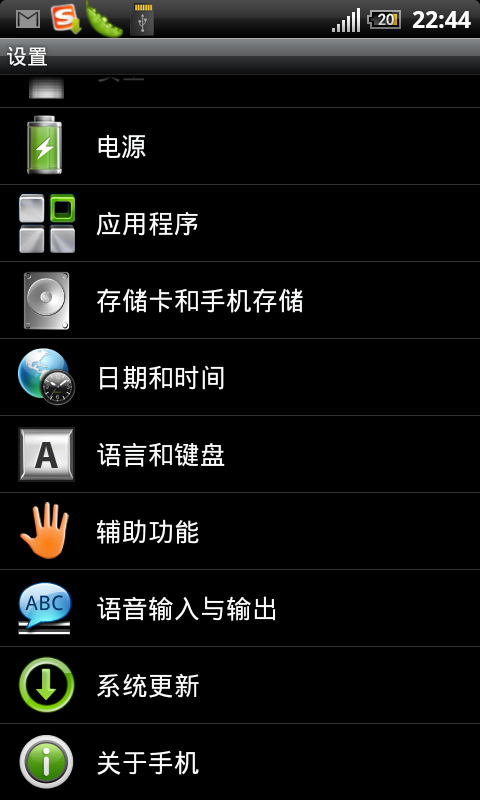 20 22:44
设置
电源
应用程序
存储卡和手机存储
日期和时间
A 语言和键盘
辅助功能
ABC 语音输入与输出
系统更新
关于手机